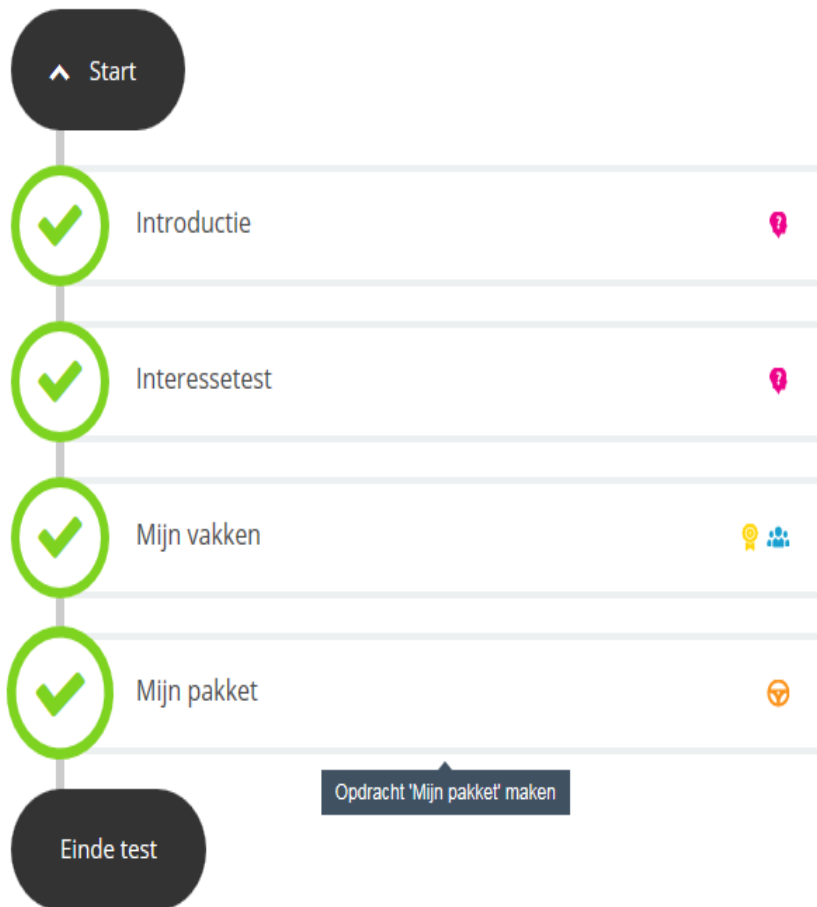 Start
Introductie
Interessetest
Mijn vakken
Mijn pakket
Opdracht 'Mijn pakket' maken
Einde test